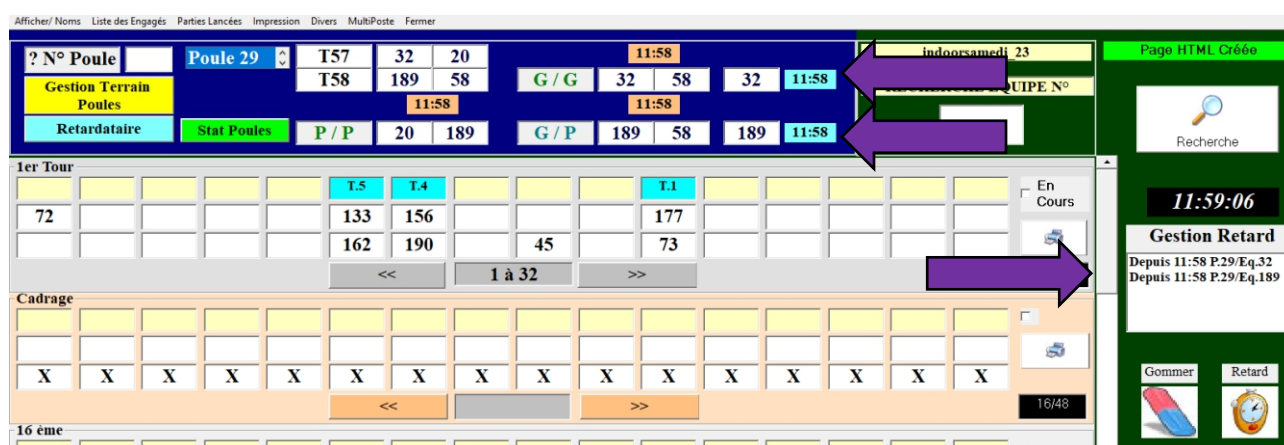 Afficher/ Noms Liste des Engagés Parties Lancées Impression Divers MultiPoste Fermer
? N° Poule Poule 29 T57 32 20 11:58 indoorsamedi_23 Page HTML Créée
T58 189 58 G / G 32 58 32 11:58
Gestion Terrain Poules 11:58 11:58 EQUIPE N°
Retardataire Stat Poules P / P 20 189 G / P 189 58 189 11:58 Recherche
1er Tour
T.5 T.4 T.1 En Cours
72 133 156 177 11:59:06
162 190 45 73 Gestion Retard
<< 1 à 32 >> Depuis 11:58 P.29/Eq.32
Depuis 11:58 P.29/Eq.189
Cadrage
X X X X X X X X X X X X X X X X Gommer Retard
<< >> 16/48
16 ème